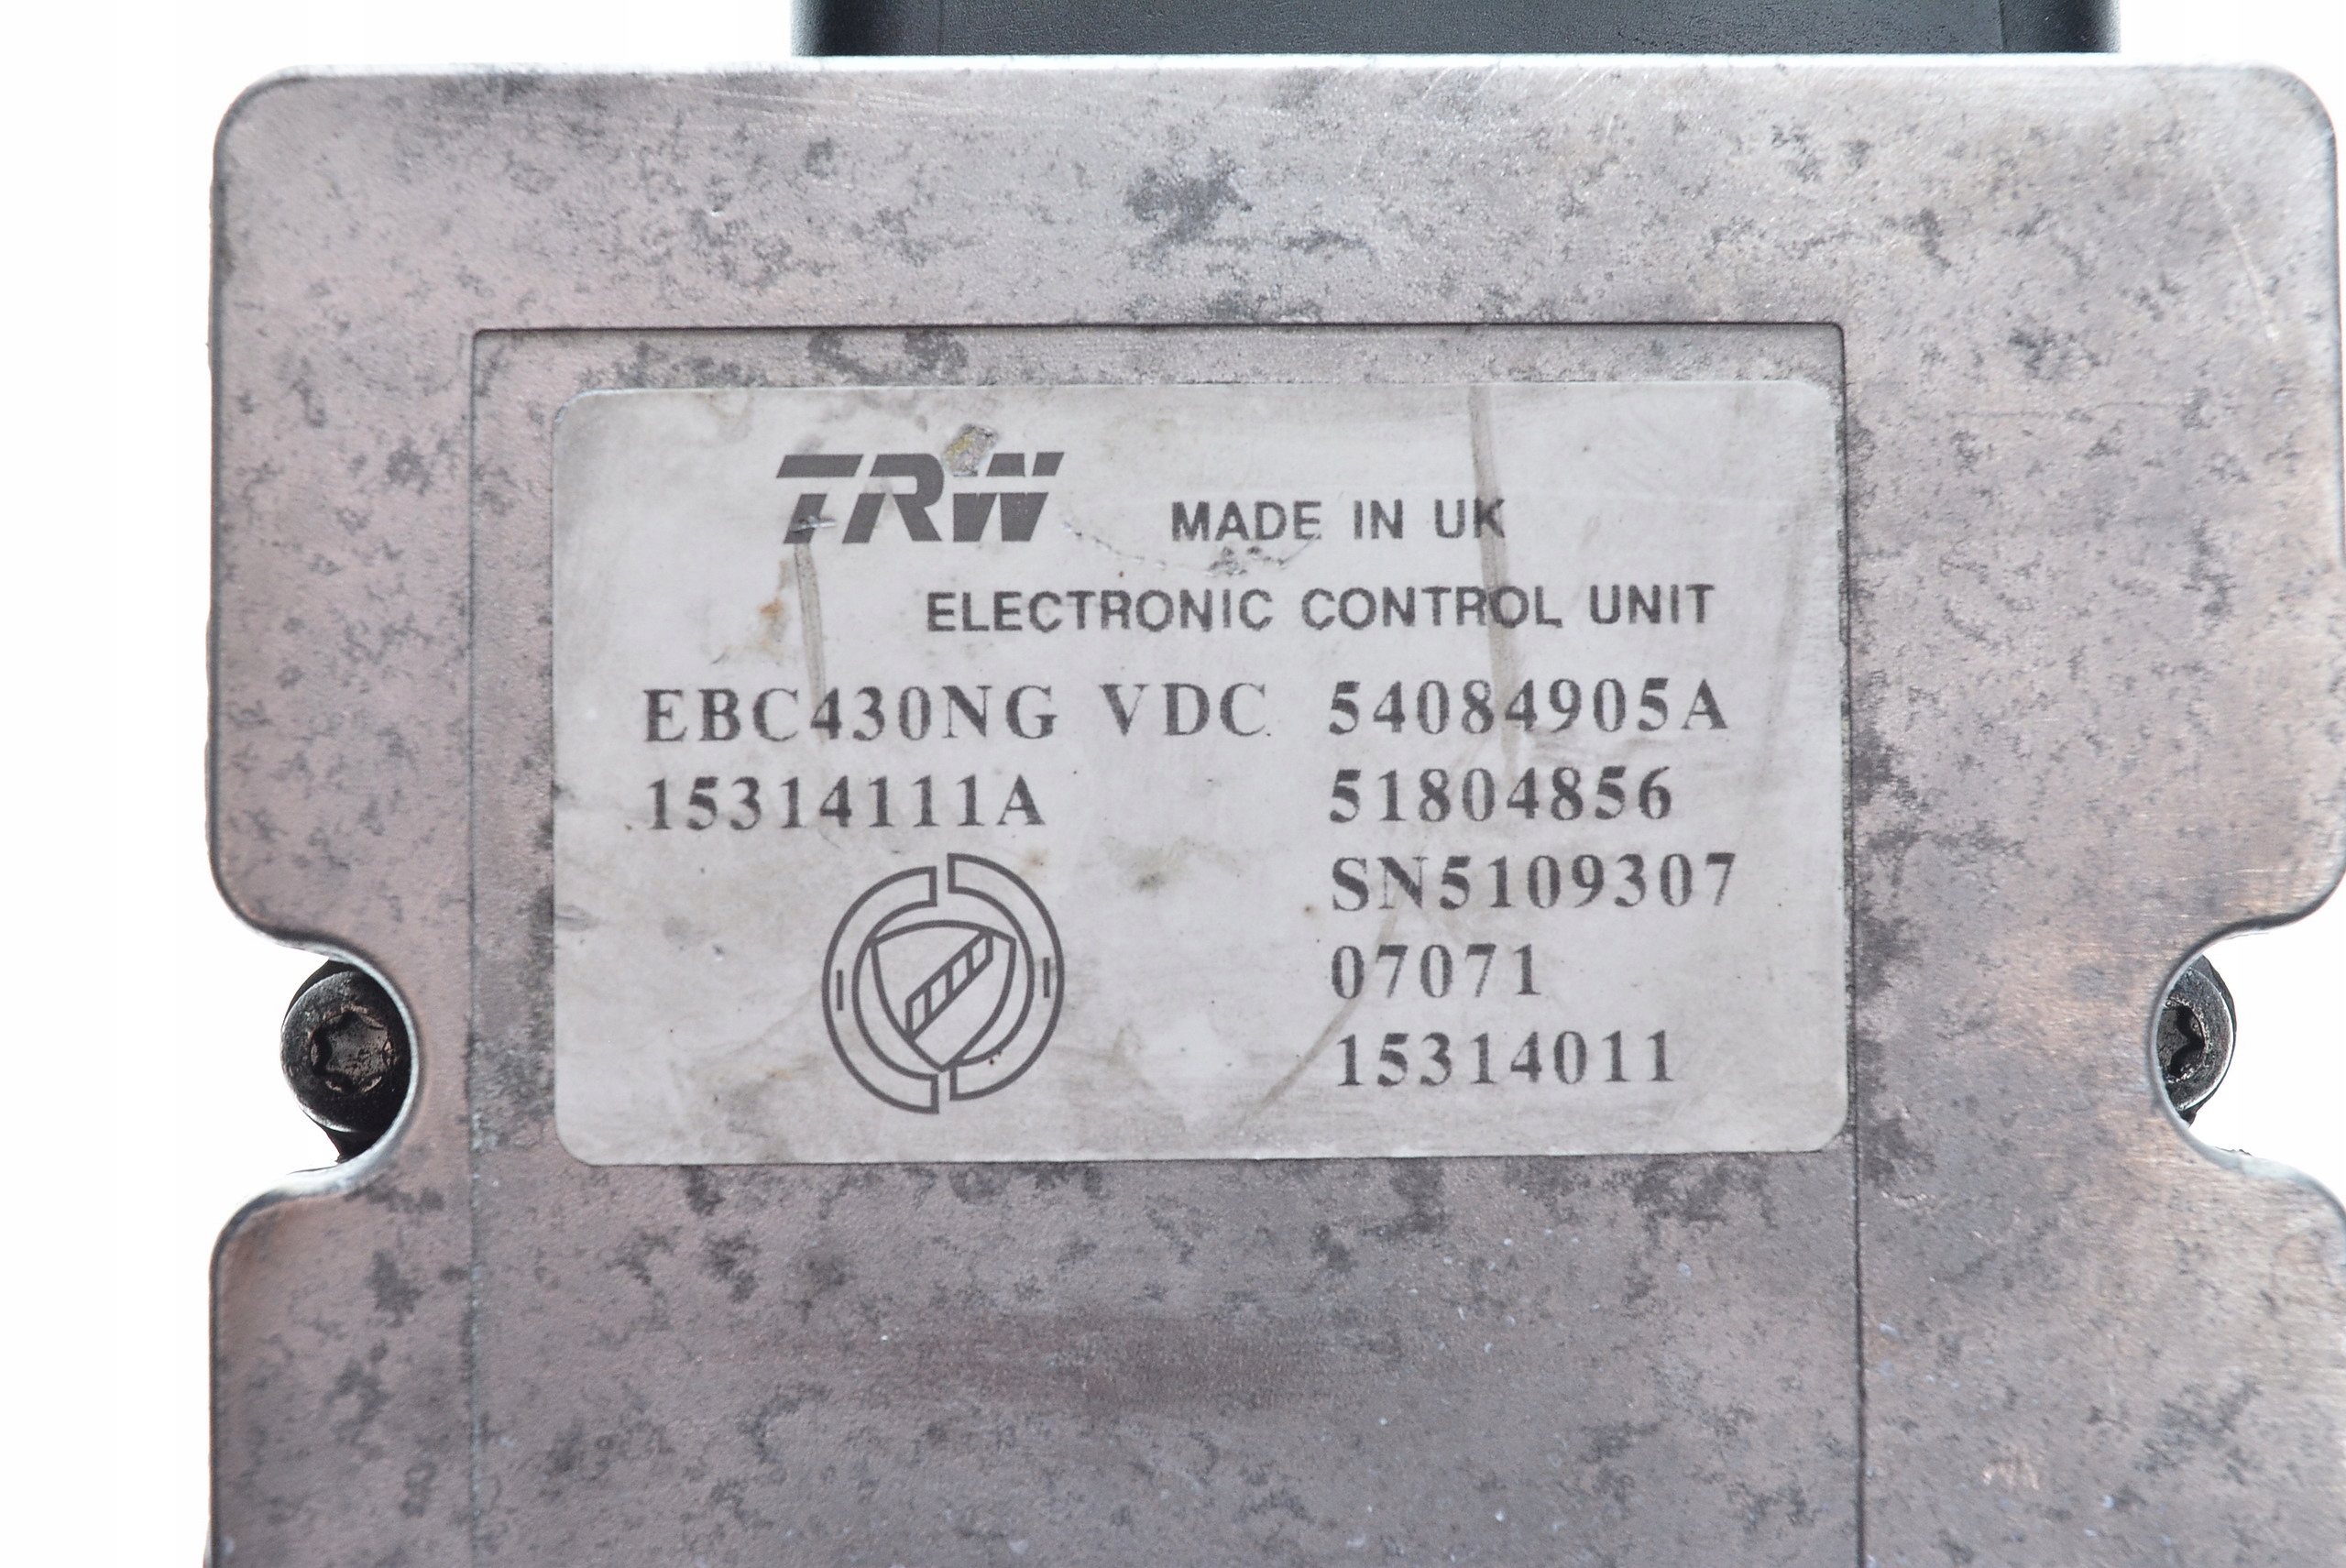 TRW MADE IN UK
ELECTRONIC CONTROL UNIT
EBC430NG VDC 54084905A
15314111A 51804856
SN5109307
07071
15314011